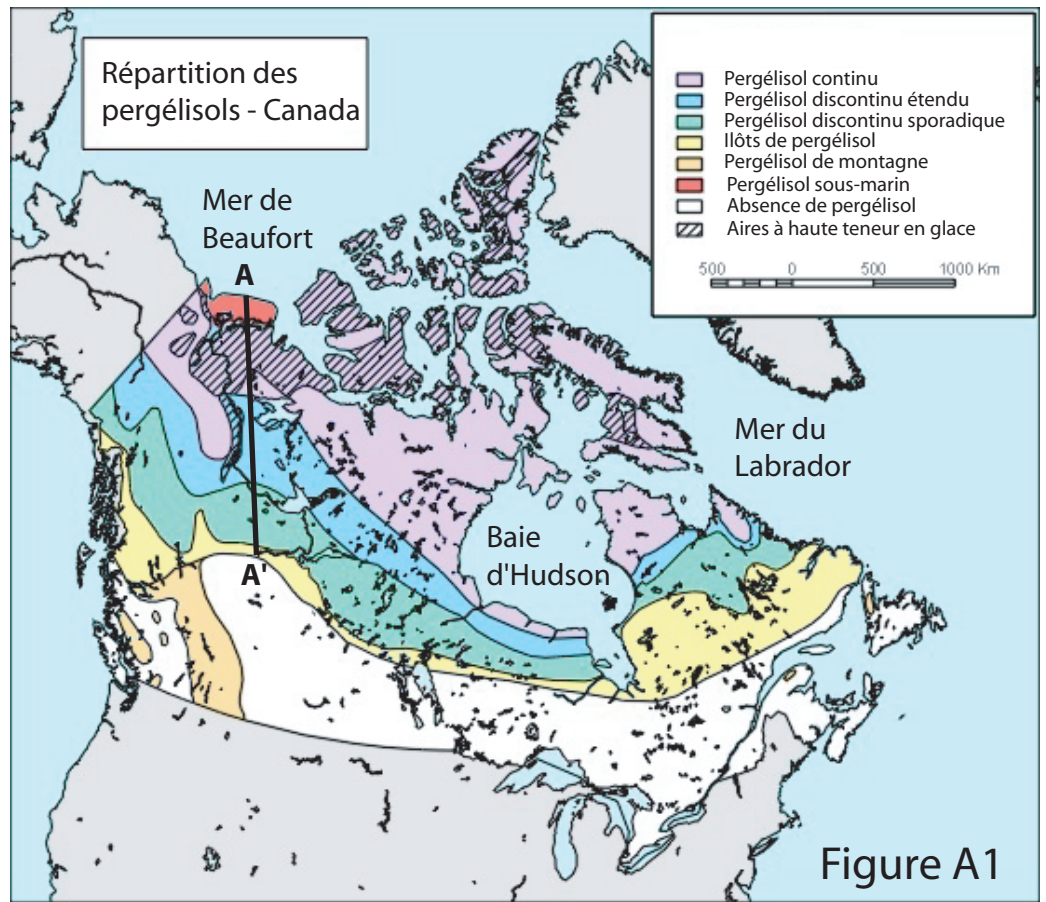 Répartition des
pergélisols - Canada
Pergélisol continu
Pergélisol discontinu étendu
Pergélisol discontinu sporadique
Ilôts de pergélisol
Pergélisol de montagne
Pergélisol sous-marin
Absence de pergélisol
Aires à haute teneur en glace
500 0 500 1000 Km
Mer de
Beaufort
A
Mer du
Labrador
Baie
d'Hudson
A'
Figure A1